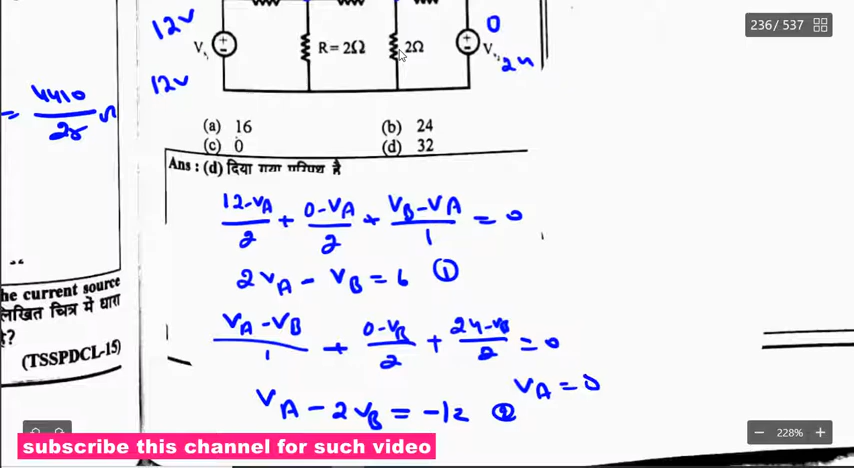 236 / 537
12V
0
V
R=2Ω
2Ω
V
24
12V
= 4410
(a) 16
(b) 24
(c) 0
(d) 32
Ans : (d) दिया गया परिपथ है
12-VA/2 + 0-VA/2 + VB-VA/1 = 0
2VA - VB = 6 ①
he current source
लिखित चित्र में धारा
है?
(TSSPDCL-15)
VA-VB/1 + 0-VB/2 + 24-VB/2 = 0
VA = 0
VA - 2VB = -12 ②
228%
subscribe this channel for such video